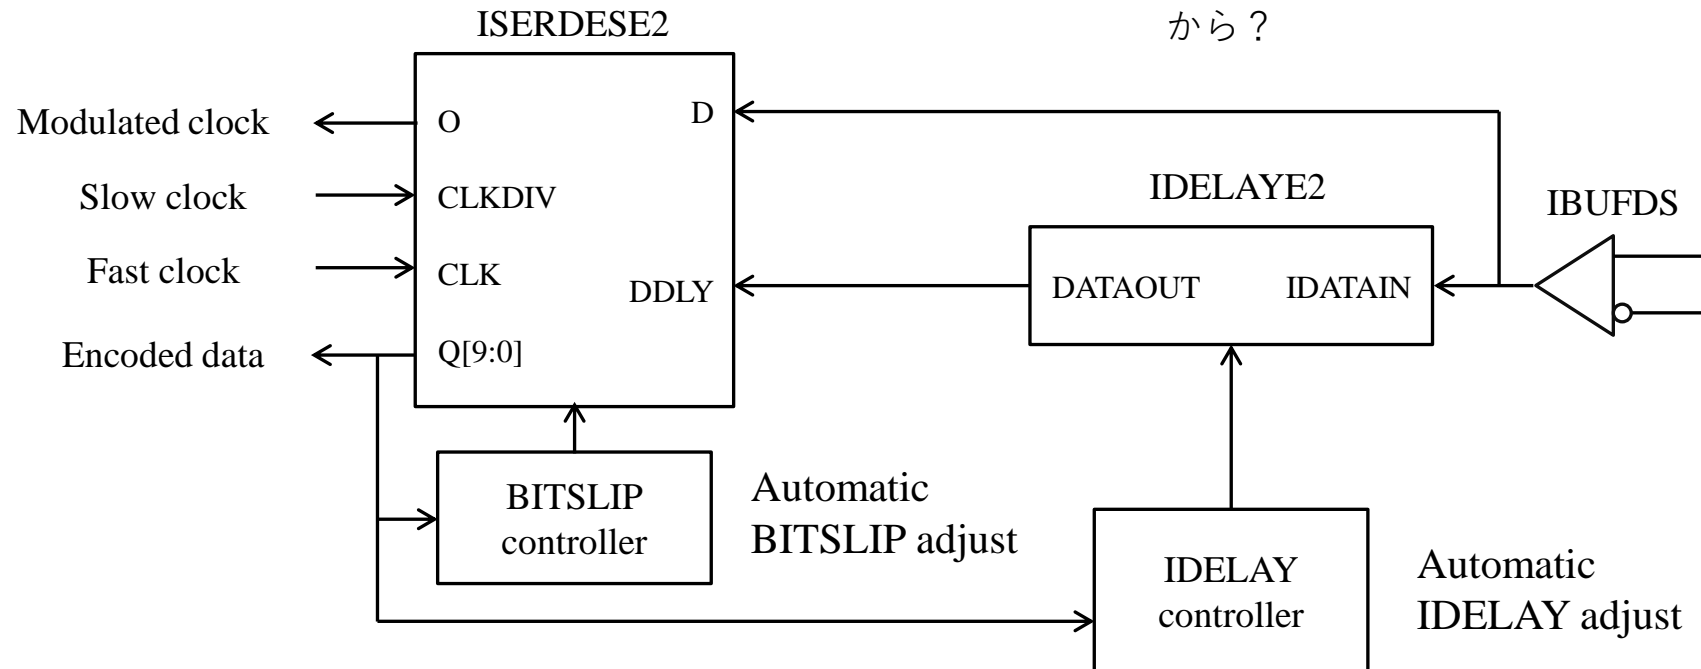 ISERDESE2
から？
Modulated clock
O
D
Slow clock
CLKDIV
IDELAYE2
IBUFDS
Fast clock
CLK
DDLY
DATAOUT
IDATAIN
Encoded data
Q[9:0]
BITSLIP
controller
Automatic
BITSLIP adjust
IDELAY
controller
Automatic
IDELAY adjust